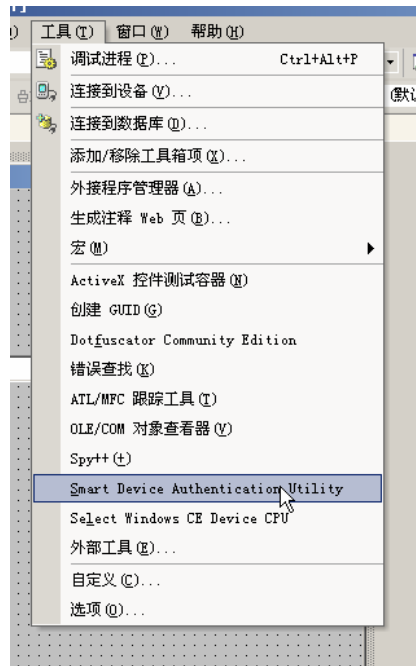 工具(T) 窗口(W) 帮助(H)
调试进程(P)... Ctrl+Alt+P
连接到设备(V)...
连接到数据库(D)...
添加/移除工具箱项(X)...
外接程序管理器(A)...
生成注释 Web 页(B)...
宏(M)
ActiveX 控件测试容器(N)
创建 GUID(G)
Dotfuscator Community Edition
错误查找(K)
ATL/MFC 跟踪工具(T)
OLE/COM 对象查看器(V)
Spy++(+)
Smart Device Authentication Utility
Select Windows CE Device CPU
外部工具(E)...
自定义(C)...
选项(O)...